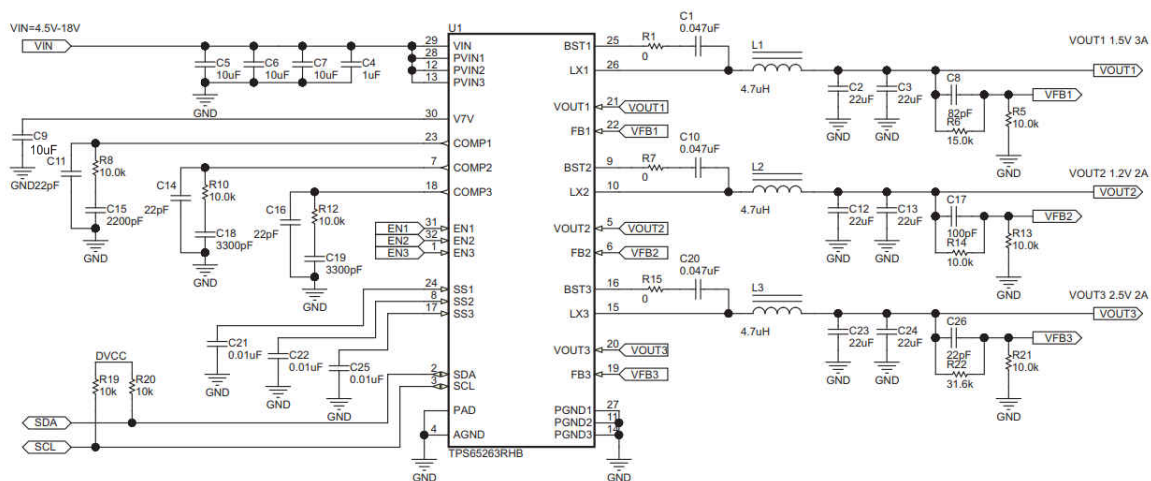 VIN=4.5V-18V
VIN
C5
10uF
C6
10uF
C7
10uF
C4
1uF
GND
C9
10uF
GND
C11
22pF
R8
10.0k
C15
2200pF
GND
C14
22pF
R10
10.0k
C18
3300pF
GND
C16
22pF
R12
10.0k
C19
3300pF
GND
EN1
EN2
EN3
C21
0.01uF
GND
C22
0.01uF
GND
C25
0.01uF
GND
DVCC
R19
10k
R20
10k
SDA
SCL
GND
U1
29 VIN
28 PVIN1
12 PVIN2
13 PVIN3
30 V7V
23 COMP1
7 COMP2
18 COMP3
31 EN1
32 EN2
1 EN3
24 SS1
8 SS2
17 SS3
2 SDA
3 SCL
PAD
4 AGND
TPS65263RHB
BST1 25
LX1 26
VOUT1 21 VOUT1
FB1 22 VFB1
BST2 9
LX2 10
VOUT2 5 VOUT2
FB2 6 VFB2
BST3 16
LX3 15
VOUT3 20 VOUT3
FB3 19 VFB3
PGND1 27
PGND2 11
PGND3 14
GND
R1
0
C1
0.047uF
L1
4.7uH
C2
22uF
GND
C3
22uF
GND
VOUT1 1.5V 3A
VOUT1
C8
82pF
R6
15.0k
VFB1
R5
10.0k
GND
R7
0
C10
0.047uF
L2
4.7uH
C12
22uF
GND
C13
22uF
GND
VOUT2 1.2V 2A
VOUT2
C17
100pF
R14
10.0k
VFB2
R13
10.0k
GND
R15
0
C20
0.047uF
L3
4.7uH
C23
22uF
GND
C24
22uF
GND
VOUT3 2.5V 2A
VOUT3
C26
22pF
R22
31.6k
VFB3
R21
10.0k
GND